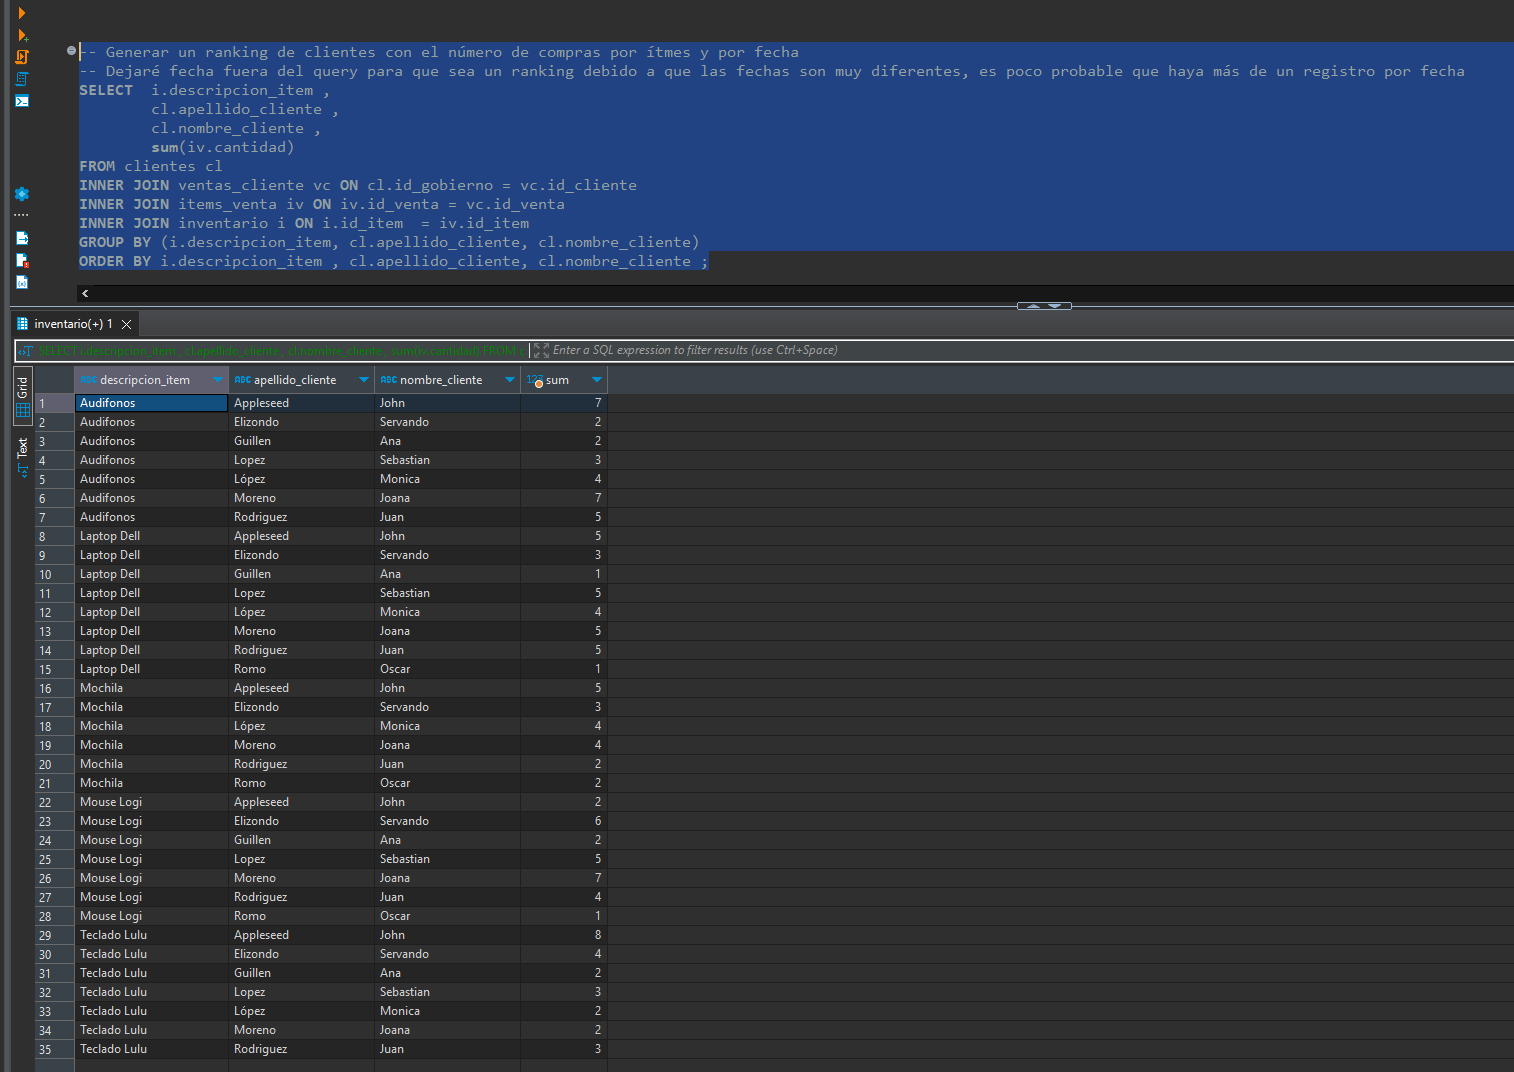 -- Generar un ranking de clientes con el número de compras por ítmes y por fecha
-- Dejaré fecha fuera del query para que sea un ranking debido a que las fechas son muy diferentes, es poco probable que haya más de un registro por fecha
SELECT i.descripcion_item ,
cl.apellido_cliente ,
cl.nombre_cliente ,
sum(iv.cantidad)
FROM clientes cl
INNER JOIN ventas_cliente vc ON cl.id_gobierno = vc.id_cliente
INNER JOIN items_venta iv ON iv.id_venta = vc.id_venta
INNER JOIN inventario i ON i.id_item = iv.id_item
GROUP BY (i.descripcion_item, cl.apellido_cliente, cl.nombre_cliente)
ORDER BY i.descripcion_item , cl.apellido_cliente, cl.nombre_cliente ;
inventario(+) 1
SELECT i.descripcion_item , cl.apellido_cliente , cl.nombre_cliente , sum(iv.cantidad) FROM c Enter a SQL expression to filter results (use Ctrl+Space)
Grid
Text
ABC descripcion_item ABC apellido_cliente ABC nombre_cliente 123 sum
1 Audifonos Appleseed John 7
2 Audifonos Elizondo Servando 2
3 Audifonos Guillen Ana 2
4 Audifonos Lopez Sebastian 3
5 Audifonos López Monica 4
6 Audifonos Moreno Joana 7
7 Audifonos Rodriguez Juan 5
8 Laptop Dell Appleseed John 5
9 Laptop Dell Elizondo Servando 3
10 Laptop Dell Guillen Ana 1
11 Laptop Dell Lopez Sebastian 5
12 Laptop Dell López Monica 4
13 Laptop Dell Moreno Joana 5
14 Laptop Dell Rodriguez Juan 5
15 Laptop Dell Romo Oscar 1
16 Mochila Appleseed John 5
17 Mochila Elizondo Servando 3
18 Mochila López Monica 4
19 Mochila Moreno Joana 4
20 Mochila Rodriguez Juan 2
21 Mochila Romo Oscar 2
22 Mouse Logi Appleseed John 2
23 Mouse Logi Elizondo Servando 6
24 Mouse Logi Guillen Ana 2
25 Mouse Logi Lopez Sebastian 5
26 Mouse Logi Moreno Joana 7
27 Mouse Logi Rodriguez Juan 4
28 Mouse Logi Romo Oscar 1
29 Teclado Lulu Appleseed John 8
30 Teclado Lulu Elizondo Servando 4
31 Teclado Lulu Guillen Ana 2
32 Teclado Lulu Lopez Sebastian 3
33 Teclado Lulu López Monica 2
34 Teclado Lulu Moreno Joana 2
35 Teclado Lulu Rodriguez Juan 3